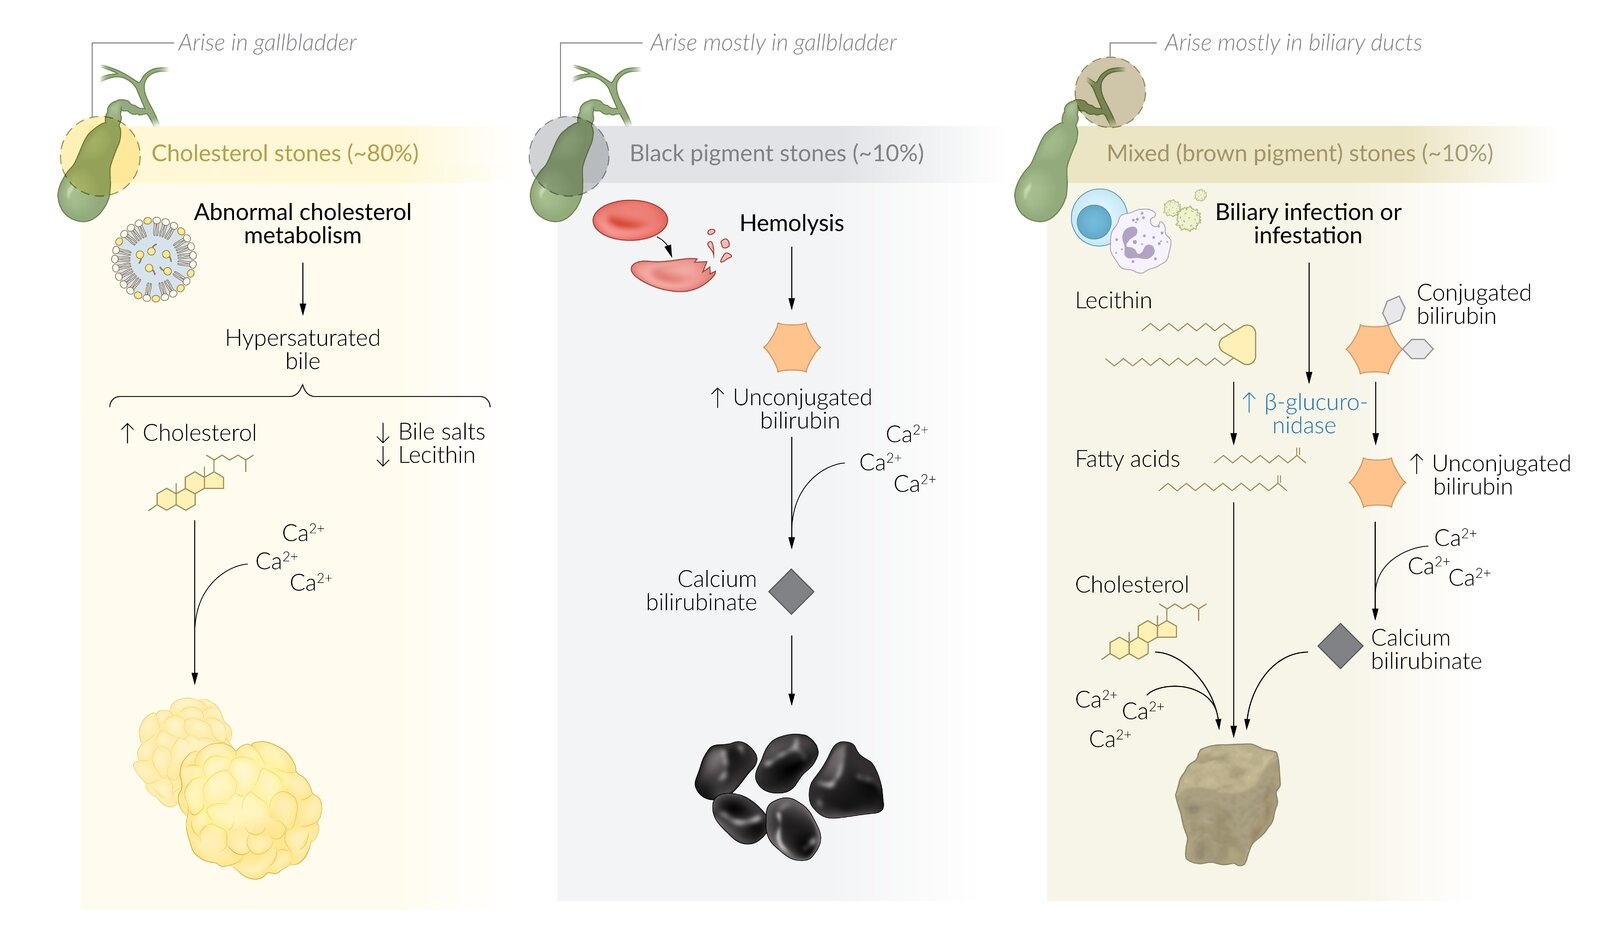 Arise in gallbladder
Cholesterol stones (~80%)
Abnormal cholesterol
metabolism
Hypersaturated
bile
↑ Cholesterol
↓ Bile salts
↓ Lecithin
Ca²⁺
Ca²⁺
Ca²⁺
Arise mostly in gallbladder
Black pigment stones (~10%)
Hemolysis
↑ Unconjugated
bilirubin
Ca²⁺
Ca²⁺
Ca²⁺
Calcium
bilirubinate
Arise mostly in biliary ducts
Mixed (brown pigment) stones (~10%)
Biliary infection or
infestation
Lecithin
Conjugated
bilirubin
↑ β-glucuro-
nidase
Fatty acids
↑ Unconjugated
bilirubin
Ca²⁺
Ca²⁺
Ca²⁺
Cholesterol
Calcium
bilirubinate
Ca²⁺
Ca²⁺
Ca²⁺